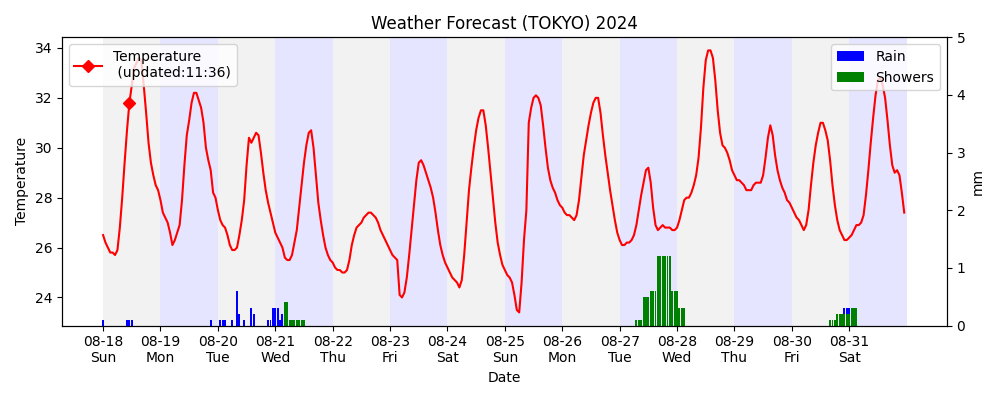 Weather Forecast (TOKYO) 2024
Temperature
(updated:11:36)
Rain
Showers
Temperature
34
32
30
28
26
24
5
4
3
2
1
0
mm
08-18 08-19 08-20 08-21 08-22 08-23 08-24 08-25 08-26 08-27 08-28 08-29 08-30 08-31
Sun Mon Tue Wed Thu Fri Sat Sun Mon Tue Wed Thu Fri Sat
Date